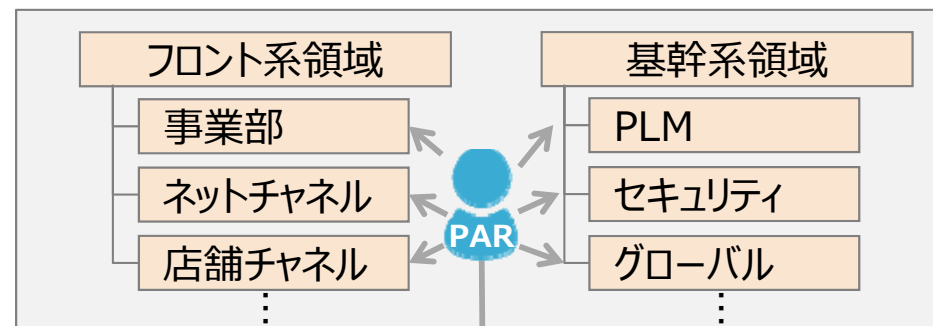 フロント系領域
事業部
ネットチャネル
店舗チャネル
⋮
PAR
基幹系領域
PLM
セキュリティ
グローバル
⋮